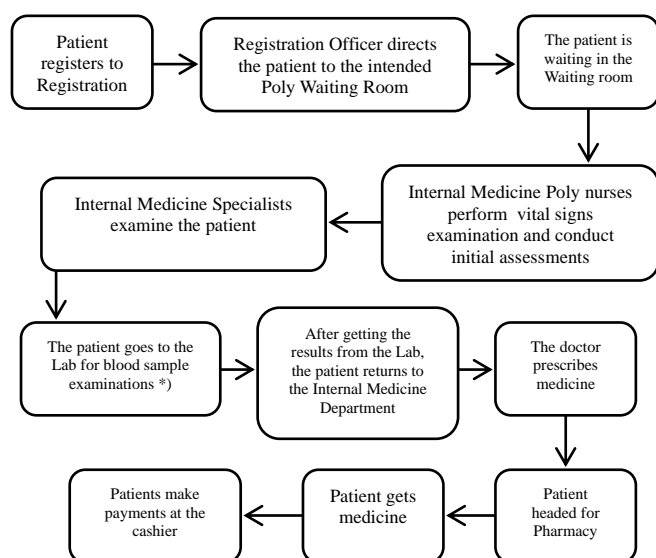 Patient
registers to
Registration
Registration Officer directs
the patient to the intended
Poly Waiting Room
The patient is
waiting in the
Waiting room
Internal Medicine Poly nurses
perform vital signs
examination and conduct
initial assessments
Internal Medicine Specialists
examine the patient
The patient goes to the
Lab for blood sample
examinations *)
After getting the
results from the Lab,
the patient returns to
the Internal Medicine
Department
The doctor
prescribes
medicine
Patient
headed for
Pharmacy
Patient gets
medicine
Patients make
payments at the
cashier